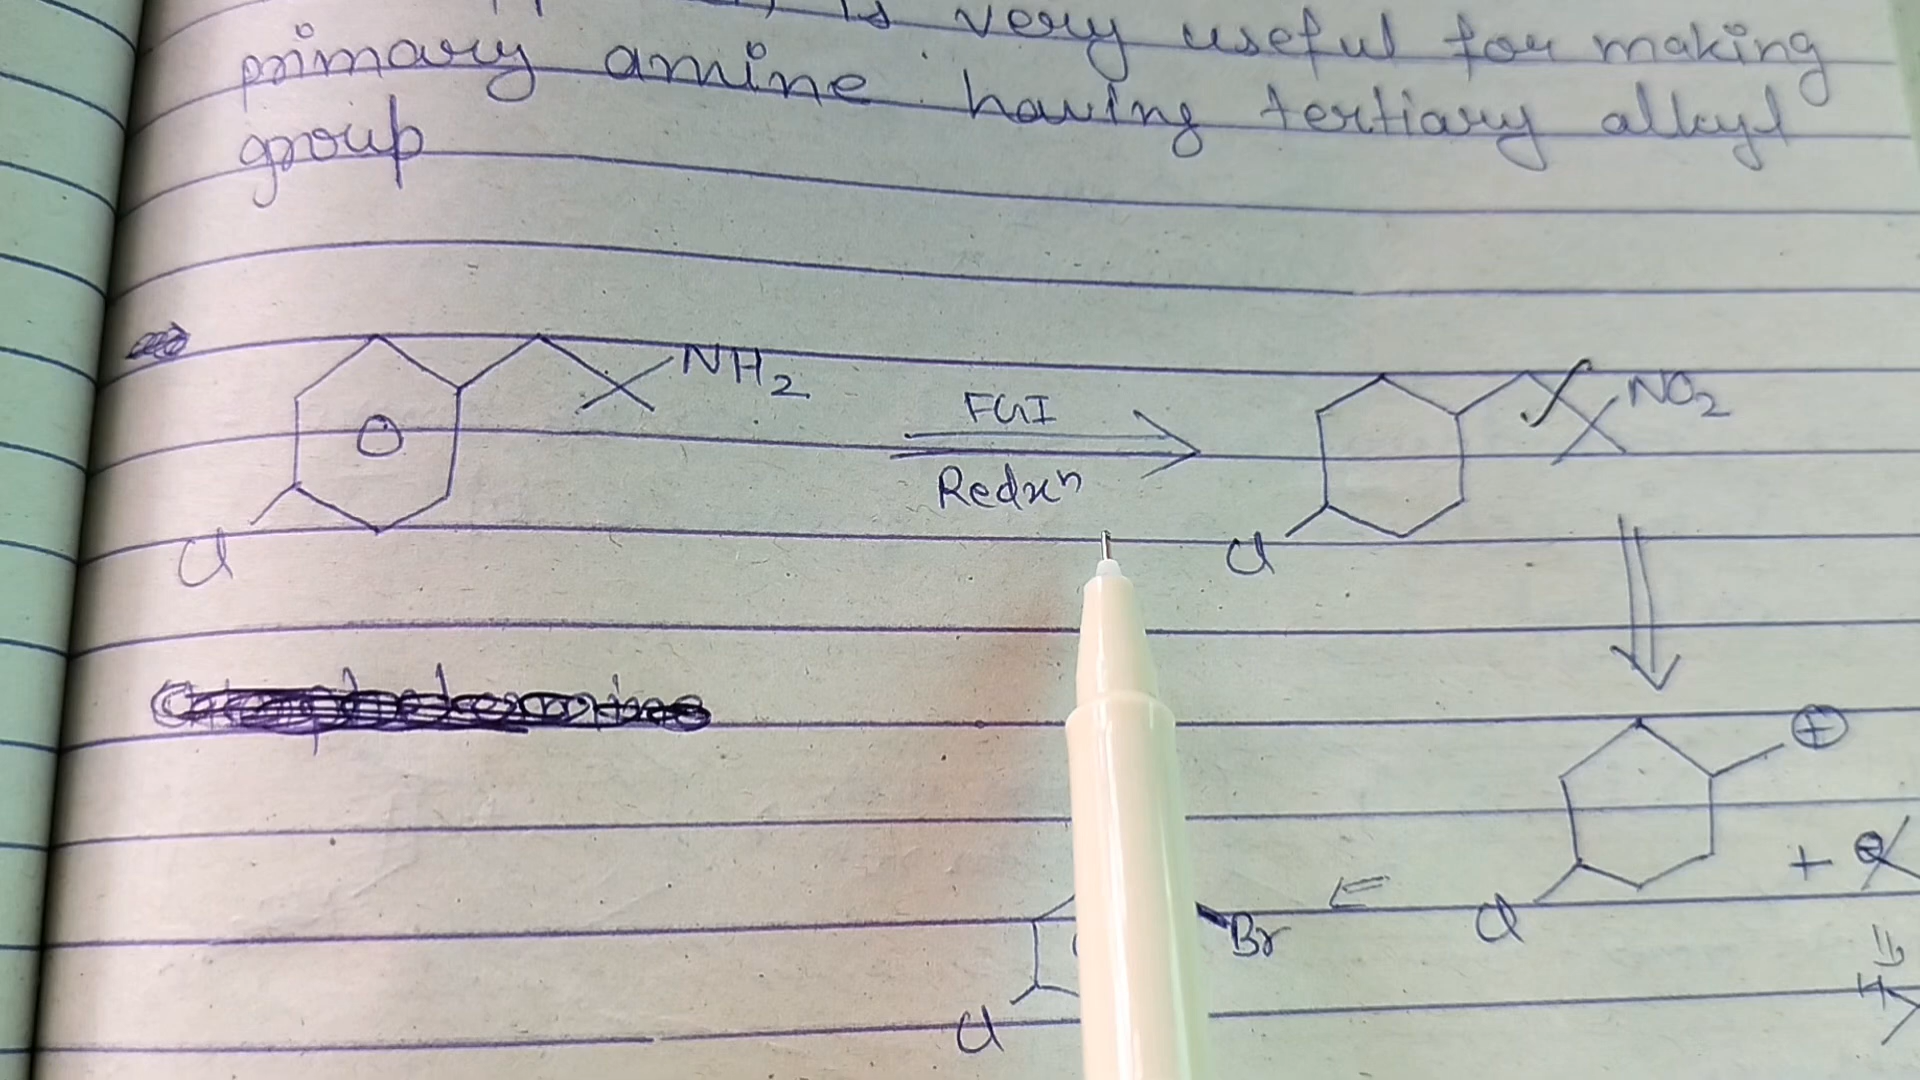 is very useful for making
primary amine having tertiary alkyl
group
NH2
FGI
Redxn
NO2
Cl
Cl
⊕
+ ⊖
Br
Cl
H
Cl